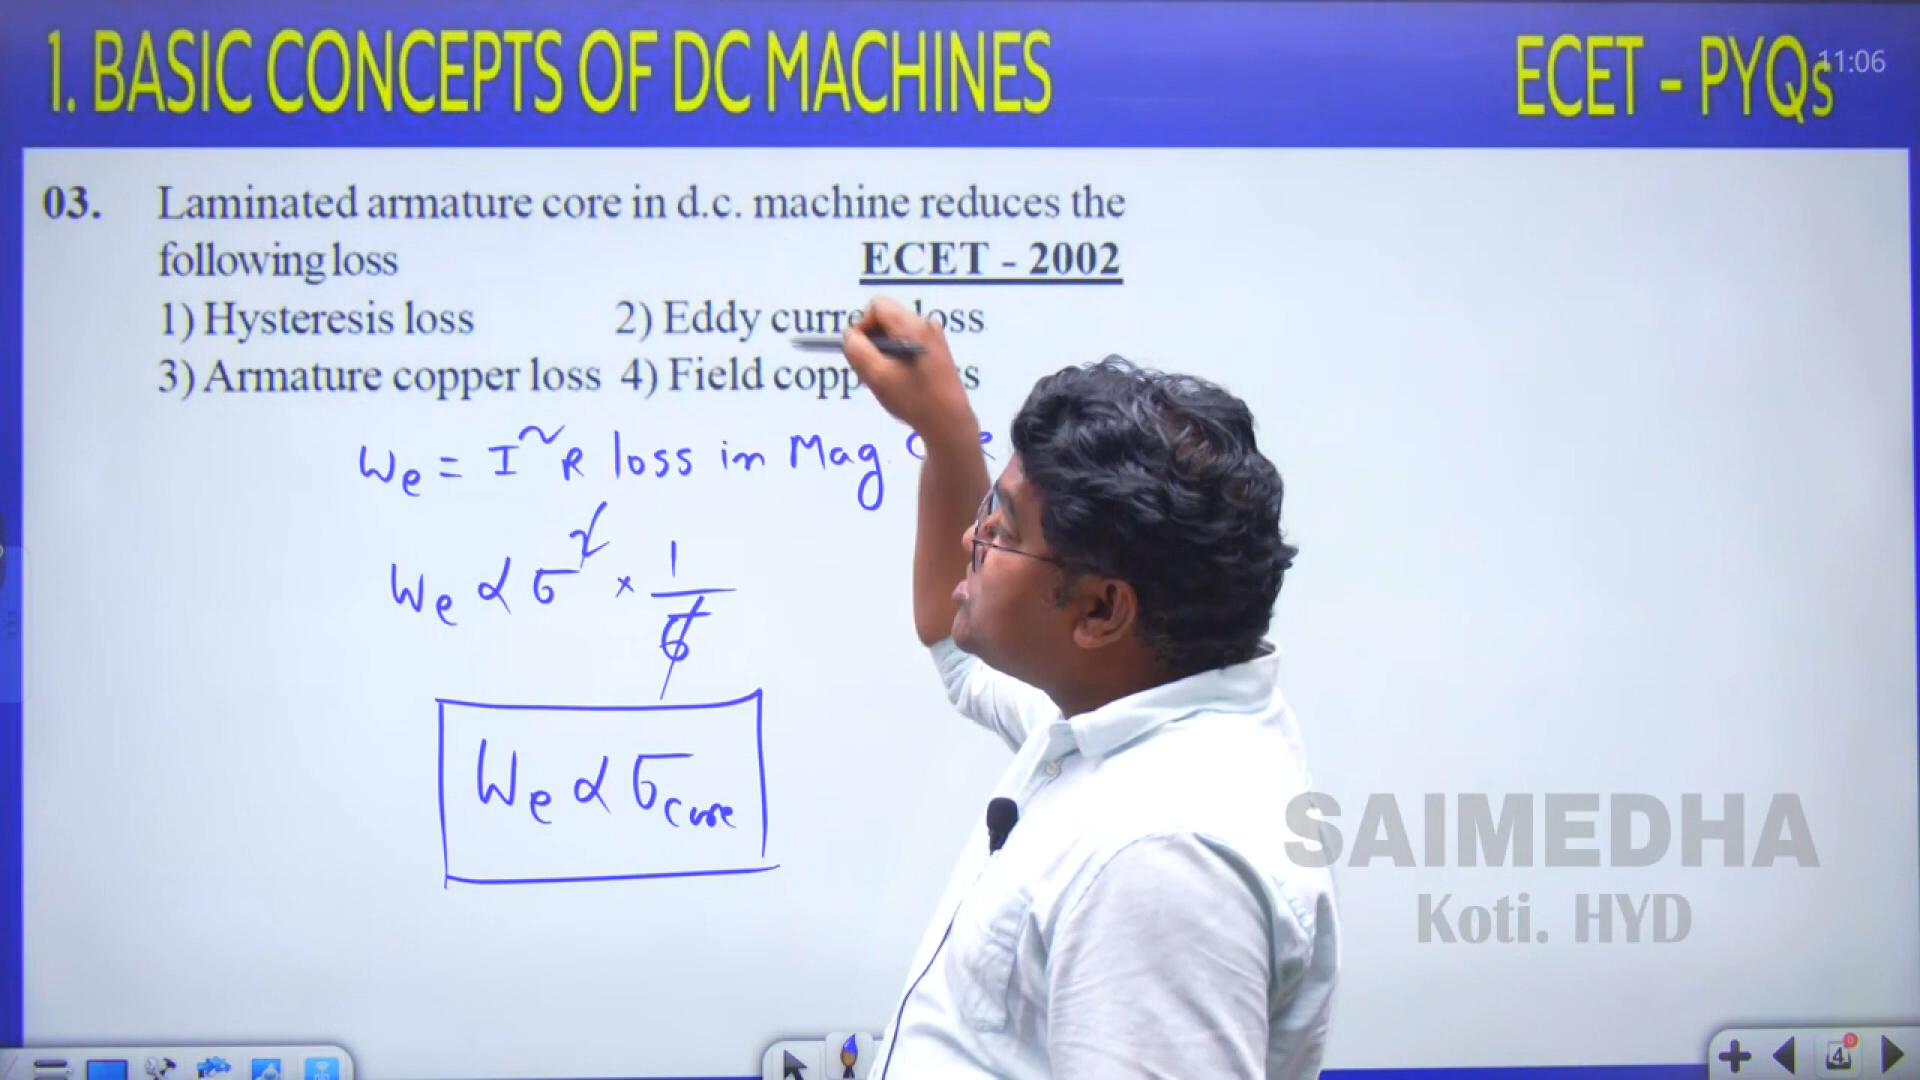 1. BASIC CONCEPTS OF DC MACHINES
ECET - PYQs
11:06
03. Laminated armature core in d.c. machine reduces the
following loss ECET - 2002
1) Hysteresis loss 2) Eddy loss
3) Armature copper loss 4) Field
We = I~R loss in Mag.
We ∝ σ² × 1/σ
We ∝ σcore
SAIMEDHA
Koti. HYD
4
0